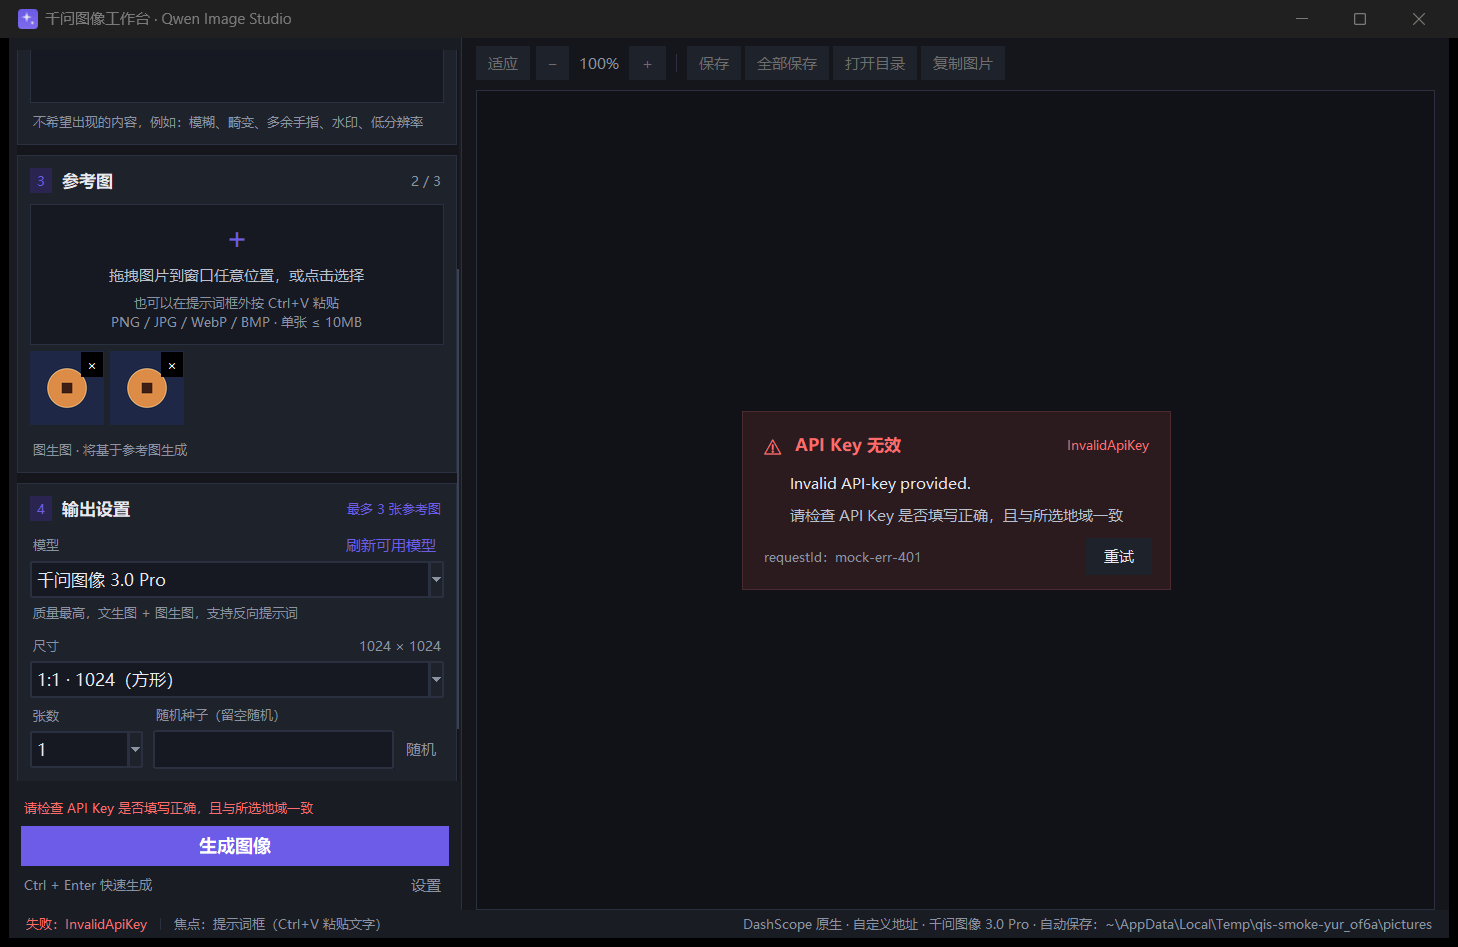 千问图像工作台 · Qwen Image Studio
适应
−
100%
+
保存
全部保存
打开目录
复制图片
不希望出现的内容，例如：模糊、畸变、多余手指、水印、低分辨率
3
参考图
2 / 3
+
拖拽图片到窗口任意位置，或点击选择
也可以在提示词框外按 Ctrl+V 粘贴
PNG / JPG / WebP / BMP · 单张 ≤ 10MB
×
×
图生图 · 将基于参考图生成
4
输出设置
最多 3 张参考图
模型
刷新可用模型
千问图像 3.0 Pro
质量最高，文生图 + 图生图，支持反向提示词
尺寸
1024 × 1024
1:1 · 1024（方形）
张数
随机种子（留空随机）
1
随机
请检查 API Key 是否填写正确，且与所选地域一致
生成图像
Ctrl + Enter 快速生成
设置
API Key 无效
InvalidApiKey
Invalid API-key provided.
请检查 API Key 是否填写正确，且与所选地域一致
requestId：mock-err-401
重试
失败：InvalidApiKey
焦点：提示词框（Ctrl+V 粘贴文字）
DashScope 原生 · 自定义地址 · 千问图像 3.0 Pro · 自动保存：~\AppData\Local\Temp\qis-smoke-yur_of6a\pictures